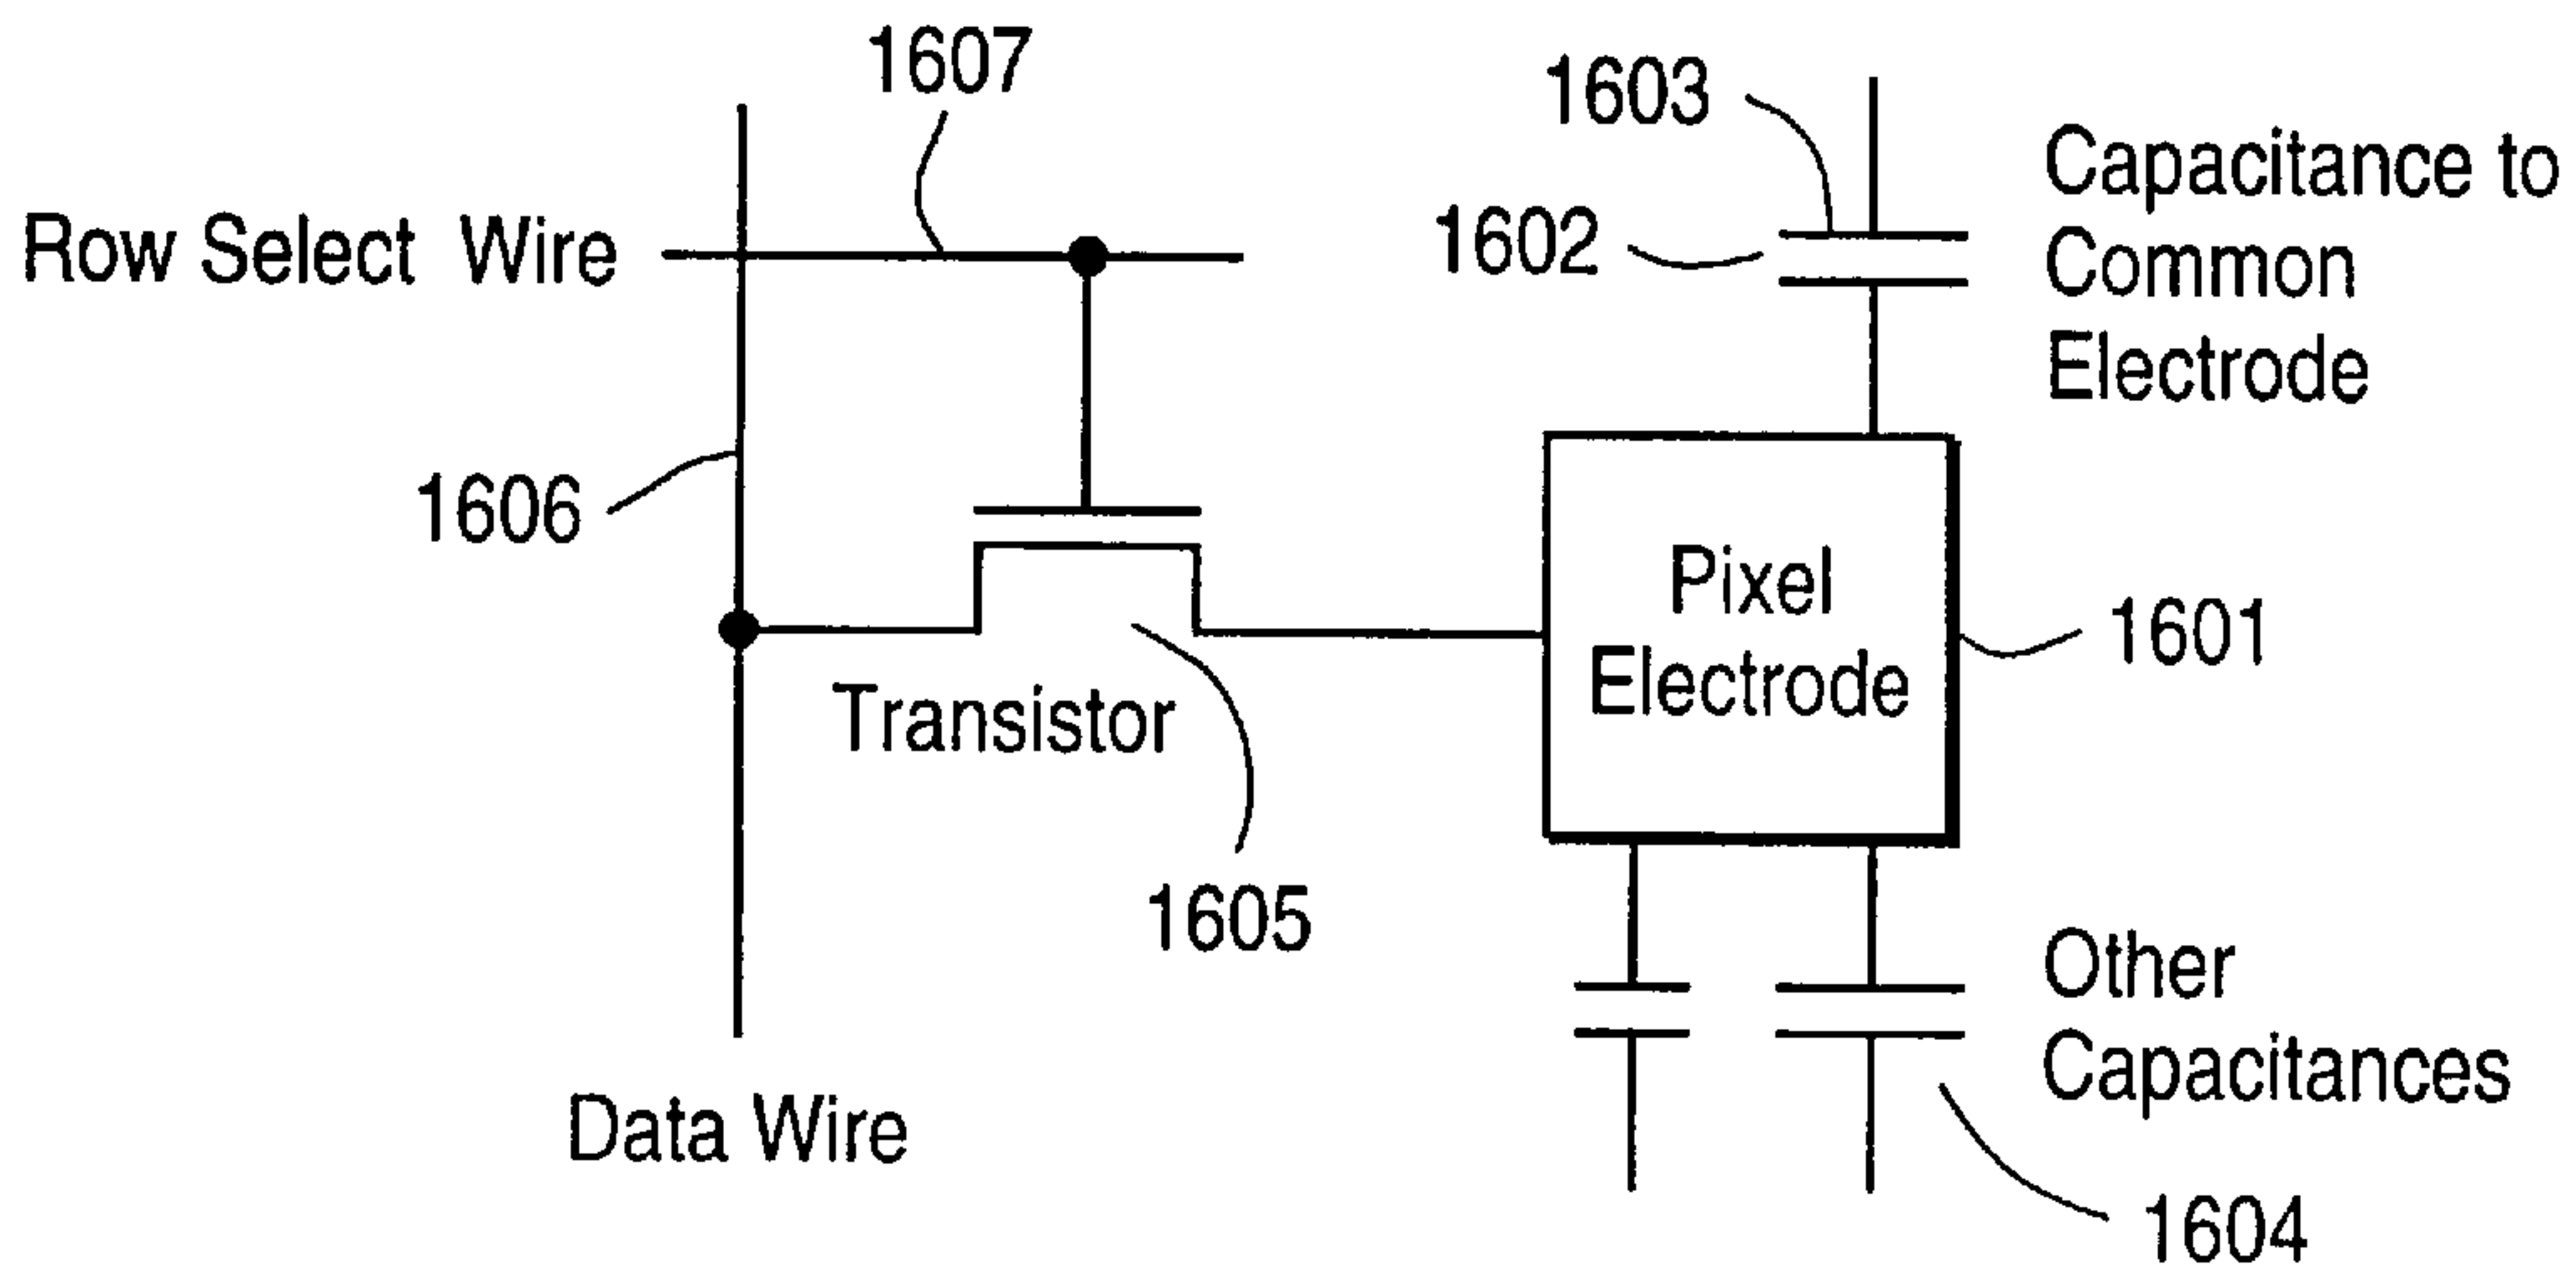 1607
1603
Capacitance to
Common
Electrode
1602
Row Select Wire
1606
Pixel
Electrode
1601
Transistor
1605
Other
Capacitances
Data Wire
1604